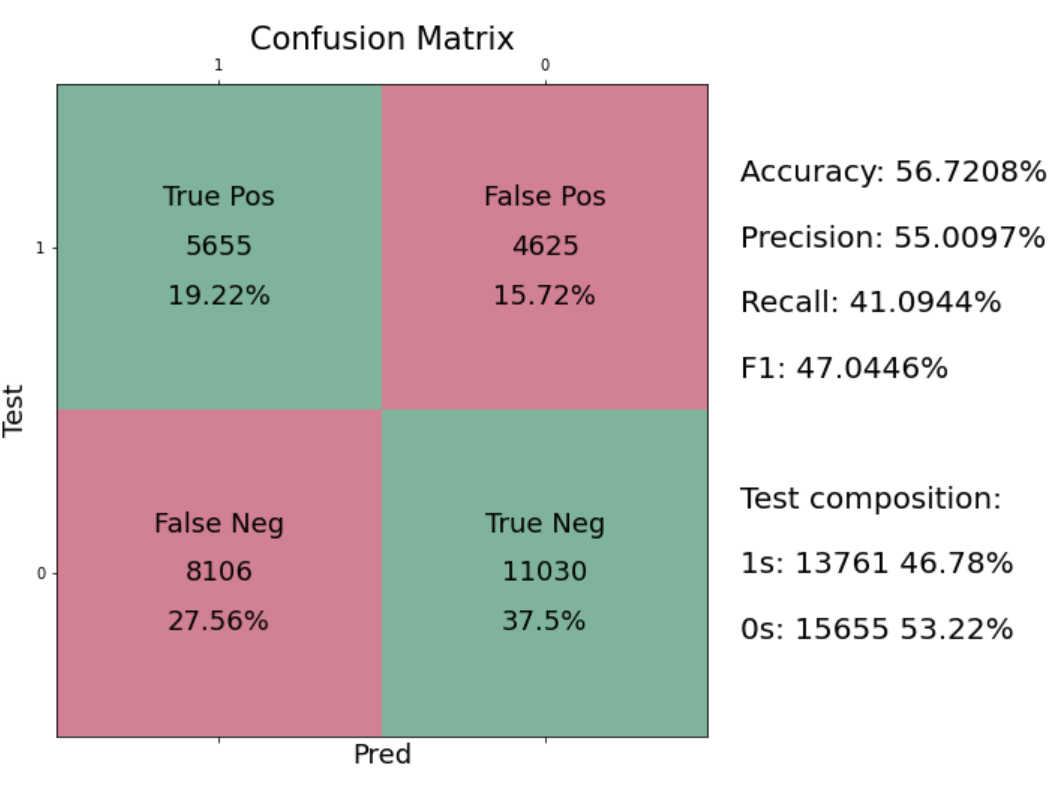 Confusion Matrix
1 0
True Pos False Pos
1 5655 4625
19.22% 15.72%
Test
False Neg True Neg
0 8106 11030
27.56% 37.5%
Pred
Accuracy: 56.7208%
Precision: 55.0097%
Recall: 41.0944%
F1: 47.0446%
Test composition:
1s: 13761 46.78%
0s: 15655 53.22%